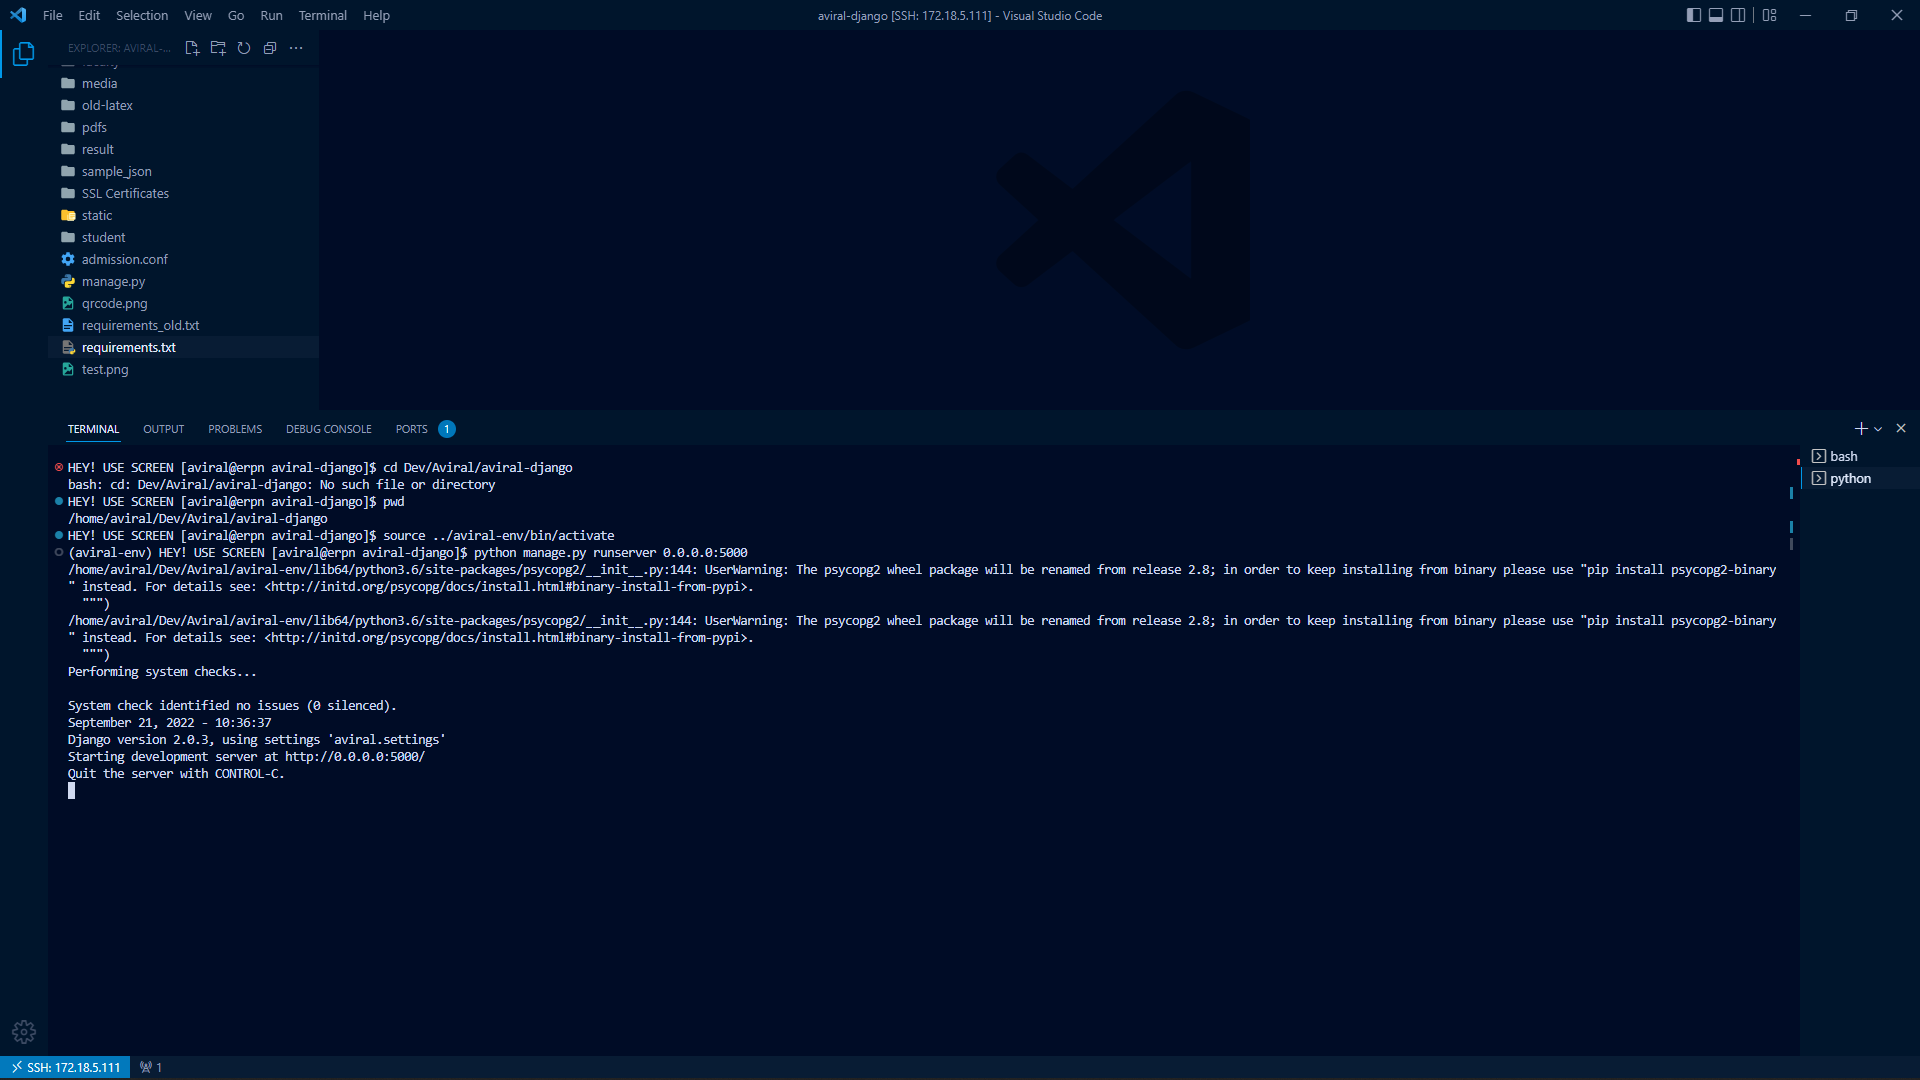 File Edit Selection View Go Run Terminal Help
aviral-django [SSH: 172.18.5.111] - Visual Studio Code
EXPLORER: AVIRAL-...
media
old-latex
pdfs
result
sample_json
SSL Certificates
static
student
admission.conf
manage.py
qrcode.png
requirements_old.txt
requirements.txt
test.png
TERMINAL OUTPUT PROBLEMS DEBUG CONSOLE PORTS 1
HEY! USE SCREEN [aviral@erpn aviral-django]$ cd Dev/Aviral/aviral-django
bash: cd: Dev/Aviral/aviral-django: No such file or directory
HEY! USE SCREEN [aviral@erpn aviral-django]$ pwd
/home/aviral/Dev/Aviral/aviral-django
HEY! USE SCREEN [aviral@erpn aviral-django]$ source ../aviral-env/bin/activate
(aviral-env) HEY! USE SCREEN [aviral@erpn aviral-django]$ python manage.py runserver 0.0.0.0:5000
/home/aviral/Dev/Aviral/aviral-env/lib64/python3.6/site-packages/psycopg2/__init__.py:144: UserWarning: The psycopg2 wheel package will be renamed from release 2.8; in order to keep installing from binary please use "pip install psycopg2-binary
" instead. For details see: <http://initd.org/psycopg/docs/install.html#binary-install-from-pypi>.
""")
/home/aviral/Dev/Aviral/aviral-env/lib64/python3.6/site-packages/psycopg2/__init__.py:144: UserWarning: The psycopg2 wheel package will be renamed from release 2.8; in order to keep installing from binary please use "pip install psycopg2-binary
" instead. For details see: <http://initd.org/psycopg/docs/install.html#binary-install-from-pypi>.
""")
Performing system checks...
System check identified no issues (0 silenced).
September 21, 2022 - 10:36:37
Django version 2.0.3, using settings 'aviral.settings'
Starting development server at http://0.0.0.0:5000/
Quit the server with CONTROL-C.
bash
python
SSH: 172.18.5.111 1